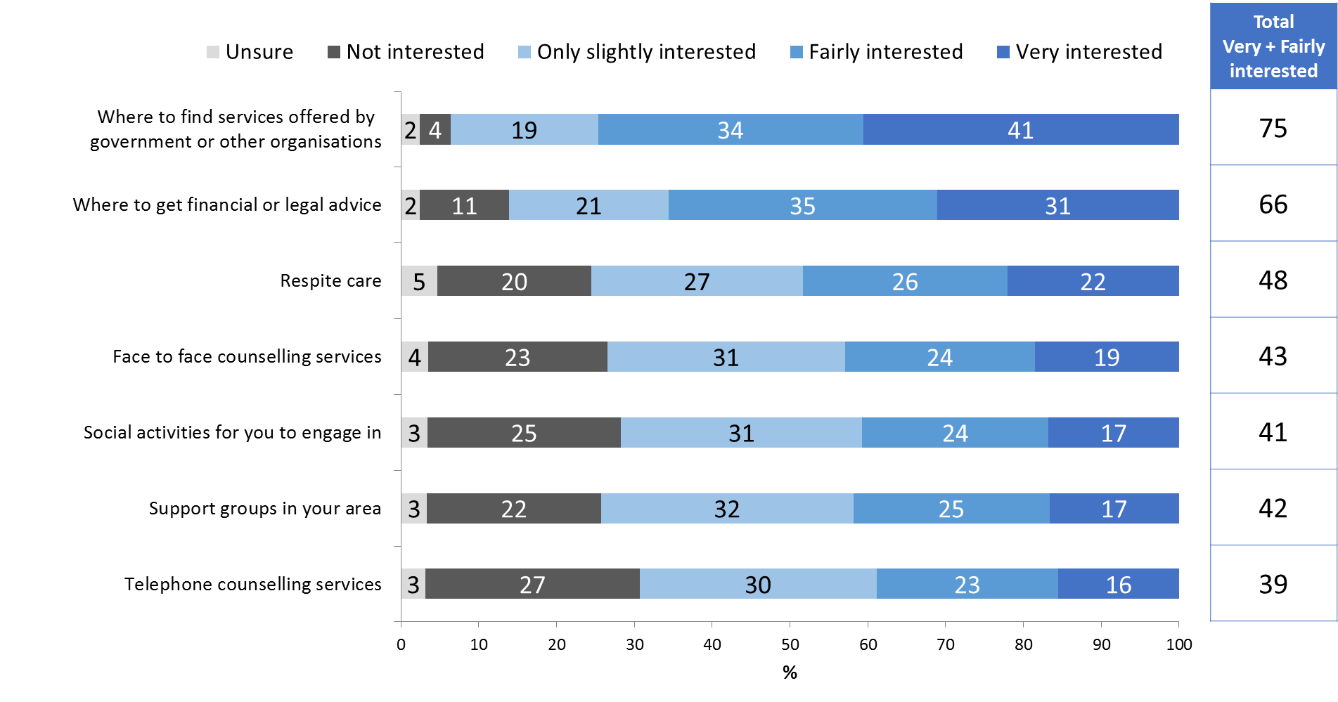 Total
Very + Fairly
interested
Unsure Not interested Only slightly interested Fairly interested Very interested
Where to find services offered by
government or other organisations
2 4 19 34 41 75
Where to get financial or legal advice 2 11 21 35 31 66
Respite care 5 20 27 26 22 48
Face to face counselling services 4 23 31 24 19 43
Social activities for you to engage in 3 25 31 24 17 41
Support groups in your area 3 22 32 25 17 42
Telephone counselling services 3 27 30 23 16 39
0 10 20 30 40 50 60 70 80 90 100
%